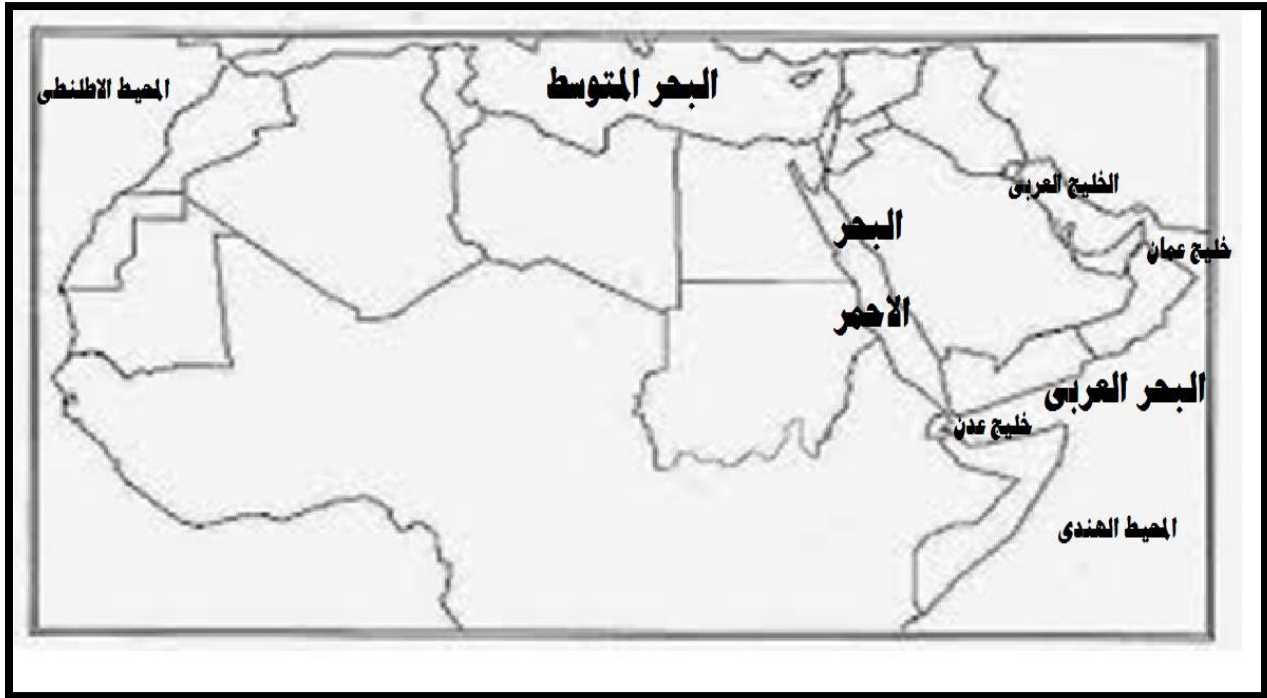 المحيط الاطلنطى
البحر المتوسط
الخليج العربى
البحر
خليج عمان
الاحمر
البحر العربى
خليج عدن
المحيط الهندى